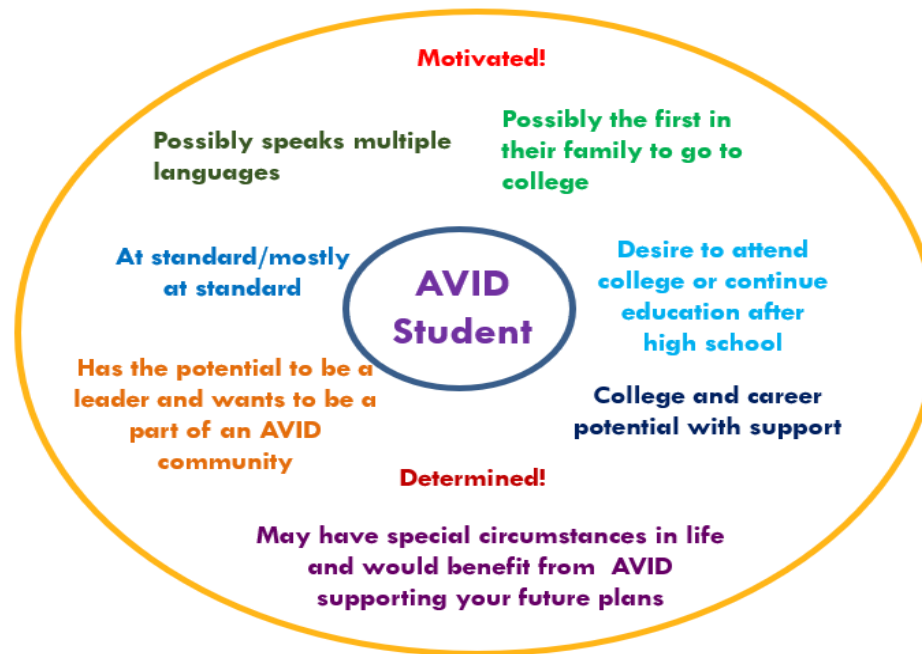 Motivated!
Possibly speaks multiple
languages
Possibly the first in
their family to go to
college
At standard/mostly
at standard
AVID
Student
Desire to attend
college or continue
education after
high school
Has the potential to be a
leader and wants to be a
part of an AVID
community
College and career
potential with support
Determined!
May have special circumstances in life
and would benefit from  AVID
supporting your future plans